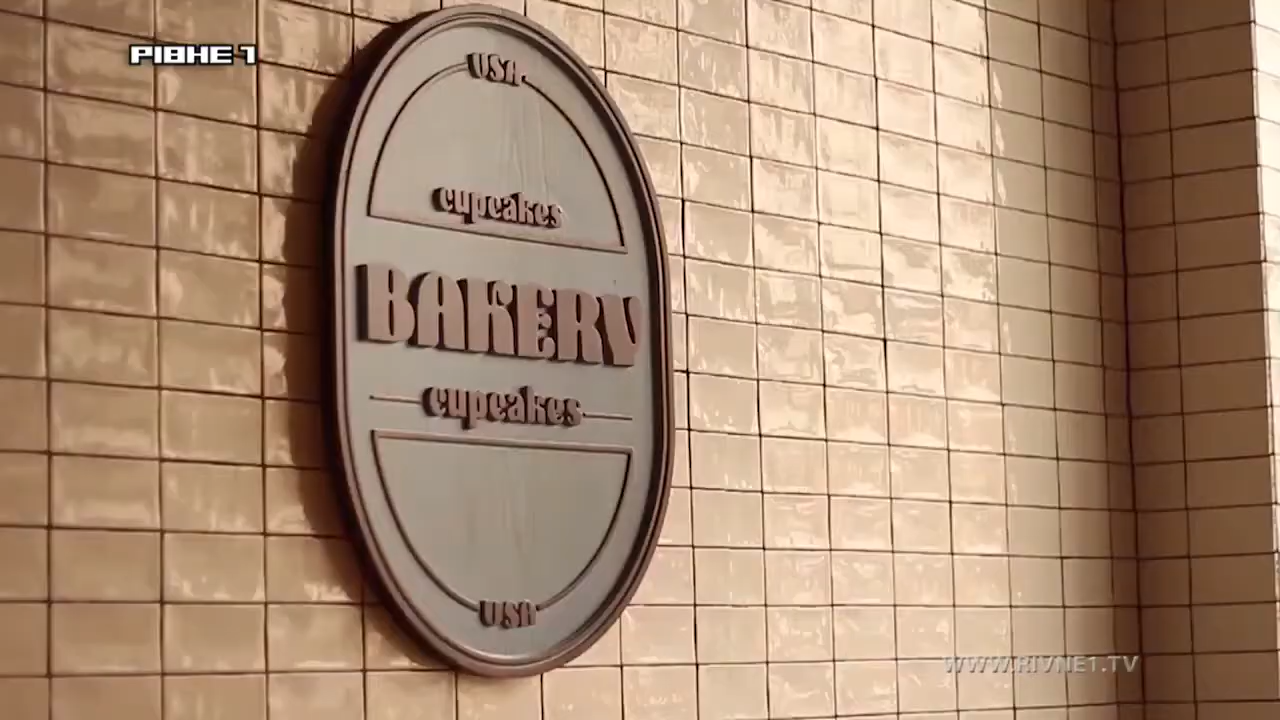 РІВНЕ 1
USA
cupcakes
BAKERY
cupcakes
USA
WWW.RIVNE1.TV